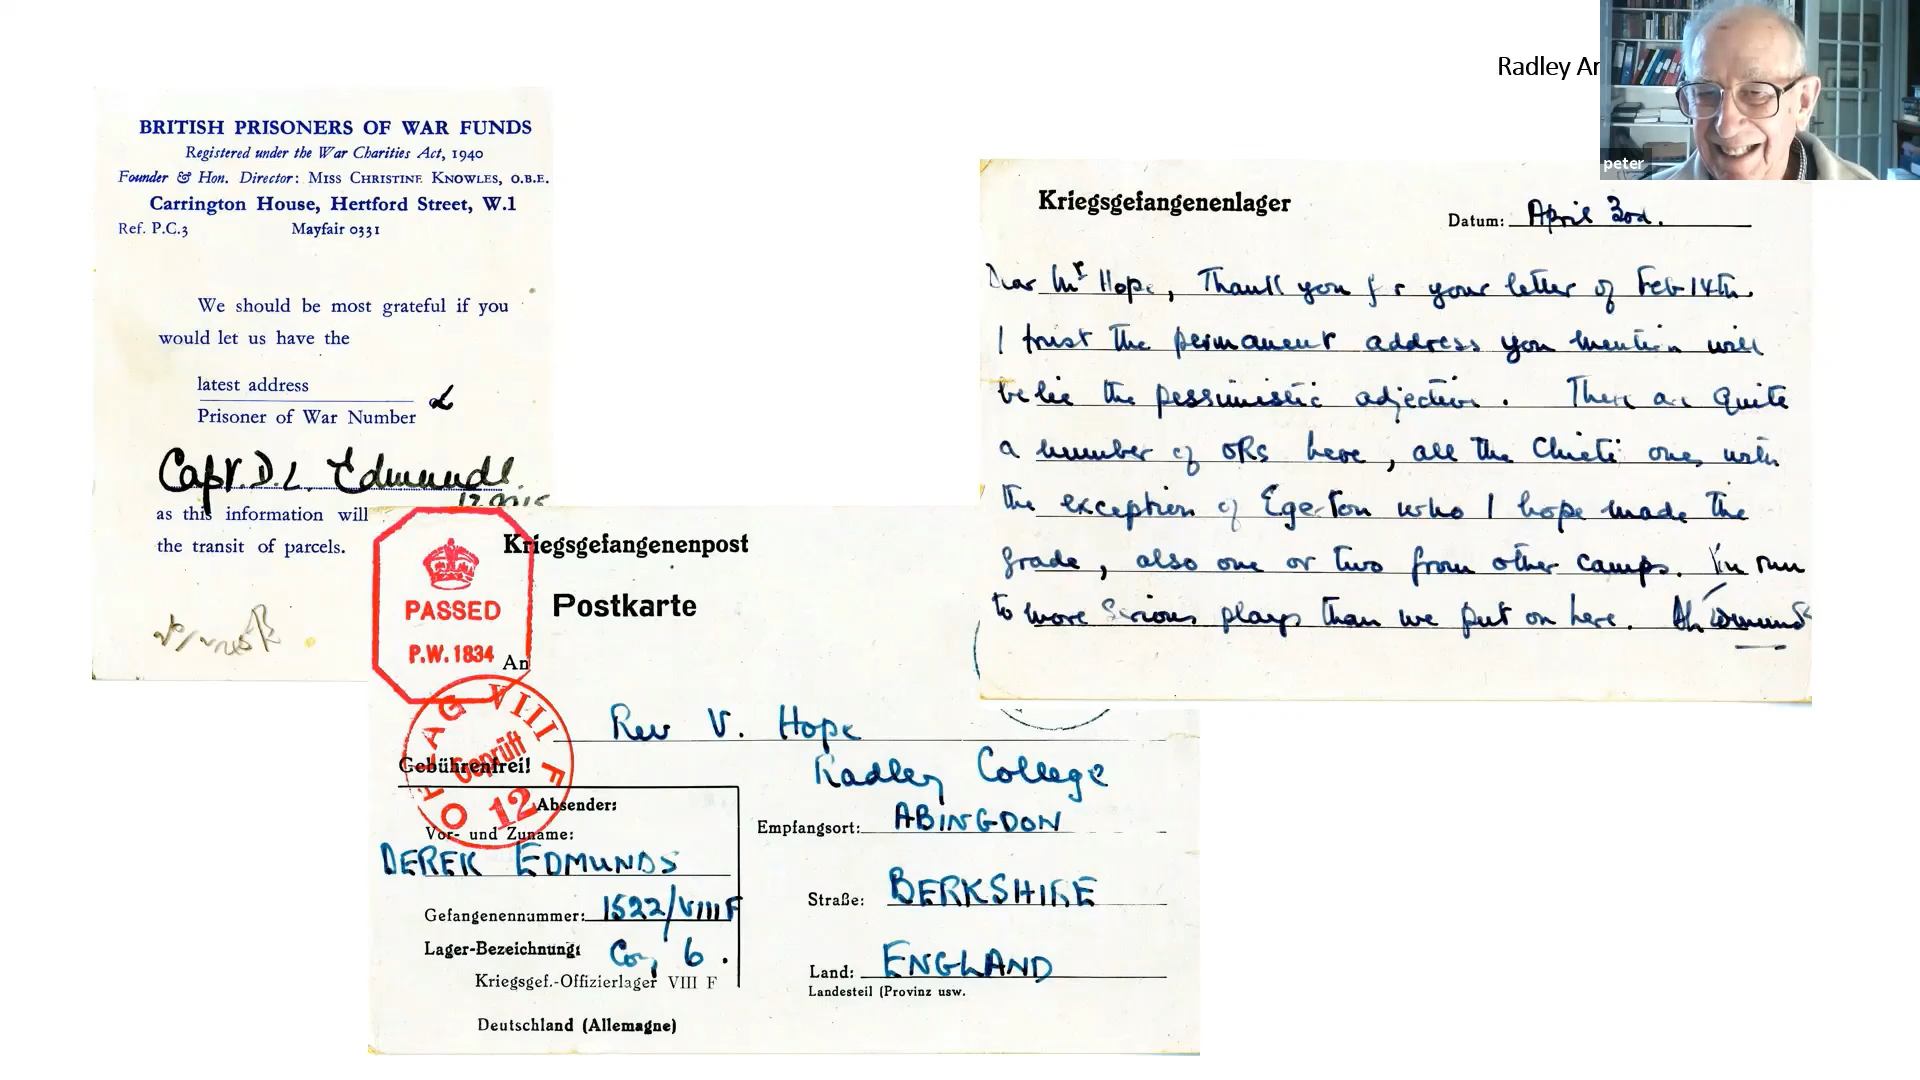 Radley Ar
peter
BRITISH PRISONERS OF WAR FUNDS
Registered under the War Charities Act, 1940
Founder & Hon. Director: MISS CHRISTINE KNOWLES, O.B.E.
Carrington House, Hertford Street, W.1
Ref. P.C.3 Mayfair 0331
We should be most grateful if you
would let us have the
latest address
Prisoner of War Number
Capt. D.L. Edmunds.
as this information will
the transit of parcels.
Kriegsgefangenenpost
PASSED
P.W. 1834
Postkarte
An
OFLAG VIII F
Geprüft
12
Rev V. Hope
Radley College
Gebührenfrei!
Absender:
Vor- und Zuname:
DEREK EDMUNDS
Gefangenennummer: 1522/VIII F
Lager-Bezeichnung: Coy 6.
Kriegsgef.-Offizierlager VIII F
Deutschland (Allemagne)
Empfangsort: ABINGDON
Straße: BERKSHIRE
Land: ENGLAND
Landesteil (Provinz usw.
Kriegsgefangenenlager
Datum: April 3rd.
Dear Mr Hope, Thank you for your letter of Feb 14th.
I trust the permanent address you mention will
belie the pessimistic adjective. There are quite
a number of ORs here, all the Chieti ones with
the exception of Egerton who I hope made the
grade, also one or two from other camps. You run
to more serious plays than we put on here. Edmunds